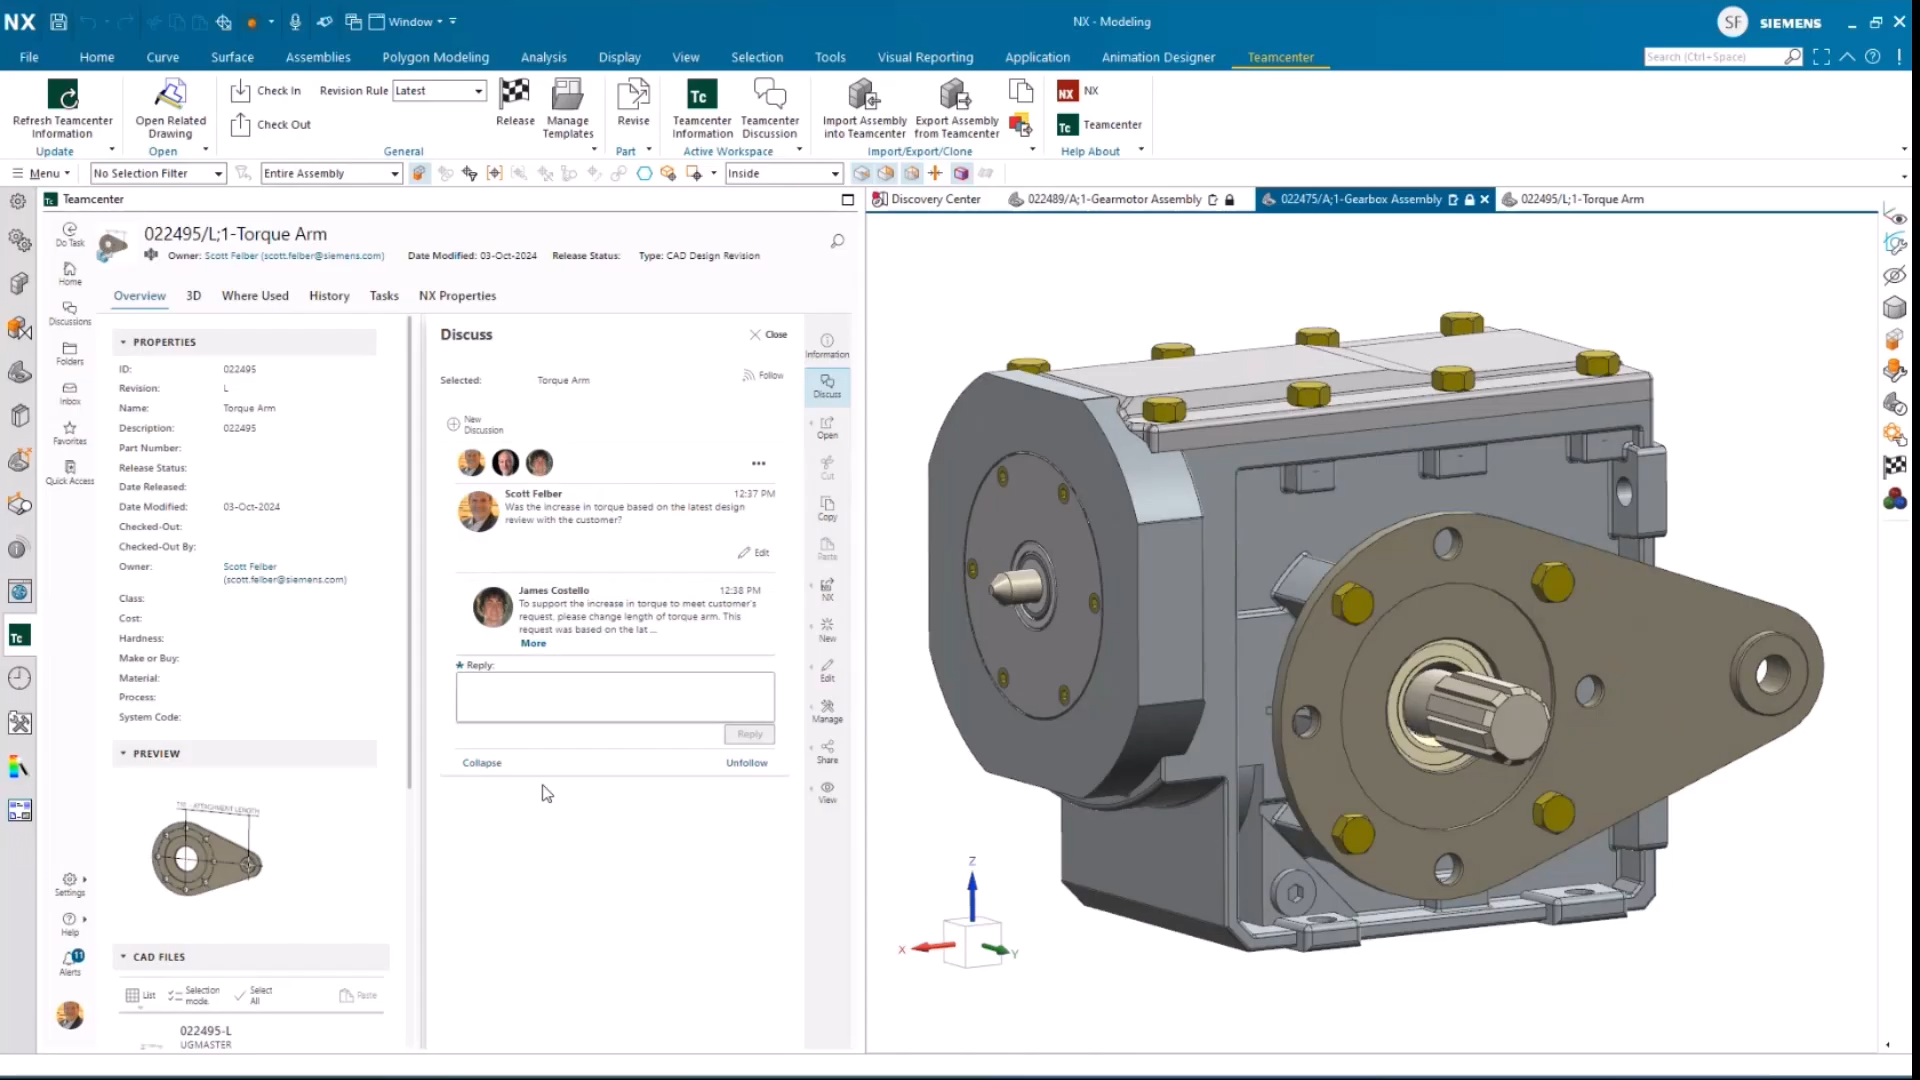 NX
Window
NX - Modeling
SF
SIEMENS
File
Home
Curve
Surface
Assemblies
Polygon Modeling
Analysis
Display
View
Selection
Tools
Visual Reporting
Application
Animation Designer
Teamcenter
Search (Ctrl+Space)
Refresh Teamcenter
Information
Update
Open Related
Drawing
Open
Check In
Check Out
Revision Rule
Latest
Release
Manage
Templates
General
Revise
Part
Tc
Teamcenter
Information
Teamcenter
Discussion
Active Workspace
Import Assembly
into Teamcenter
Export Assembly
from Teamcenter
Import/Export/Clone
NX
NX
Tc
Teamcenter
Help About
Menu
No Selection Filter
Entire Assembly
Inside
Tc
Teamcenter
Discovery Center
022489/A;1-Gearmotor Assembly
022475/A;1-Gearbox Assembly
022495/L;1-Torque Arm
Do Task
Home
Discussions
Folders
Inbox
Favorites
Quick Access
Tc
Settings
Help
11
Alerts
022495/L;1-Torque Arm
Owner: Scott Felber (scott.felber@siemens.com)
Date Modified: 03-Oct-2024
Release Status:
Type: CAD Design Revision
Overview
3D
Where Used
History
Tasks
NX Properties
PROPERTIES
ID: 022495
Revision: L
Name: Torque Arm
Description: 022495
Part Number:
Release Status:
Date Released:
Date Modified: 03-Oct-2024
Checked-Out:
Checked-Out By:
Owner: Scott Felber
(scott.felber@siemens.com)
Class:
Cost:
Hardness:
Make or Buy:
Material:
Process:
System Code:
PREVIEW
ATTACHMENT LENGTH
CAD FILES
List
Selection
mode.
Select
All
Paste
022495-L
UGMASTER
Discuss
Close
Selected: Torque Arm
Follow
New
Discussion
Scott Felber 12:37 PM
Was the increase in torque based on the latest design
review with the customer?
Edit
James Costello 12:38 PM
To support the increase in torque to meet customer's
request, please change length of torque arm. This
request was based on the lat ...
More
* Reply:
Reply
Collapse
Unfollow
Information
Discuss
Open
Cut
Copy
Paste
NX
New
Edit
Manage
Share
View
Z
X
Y